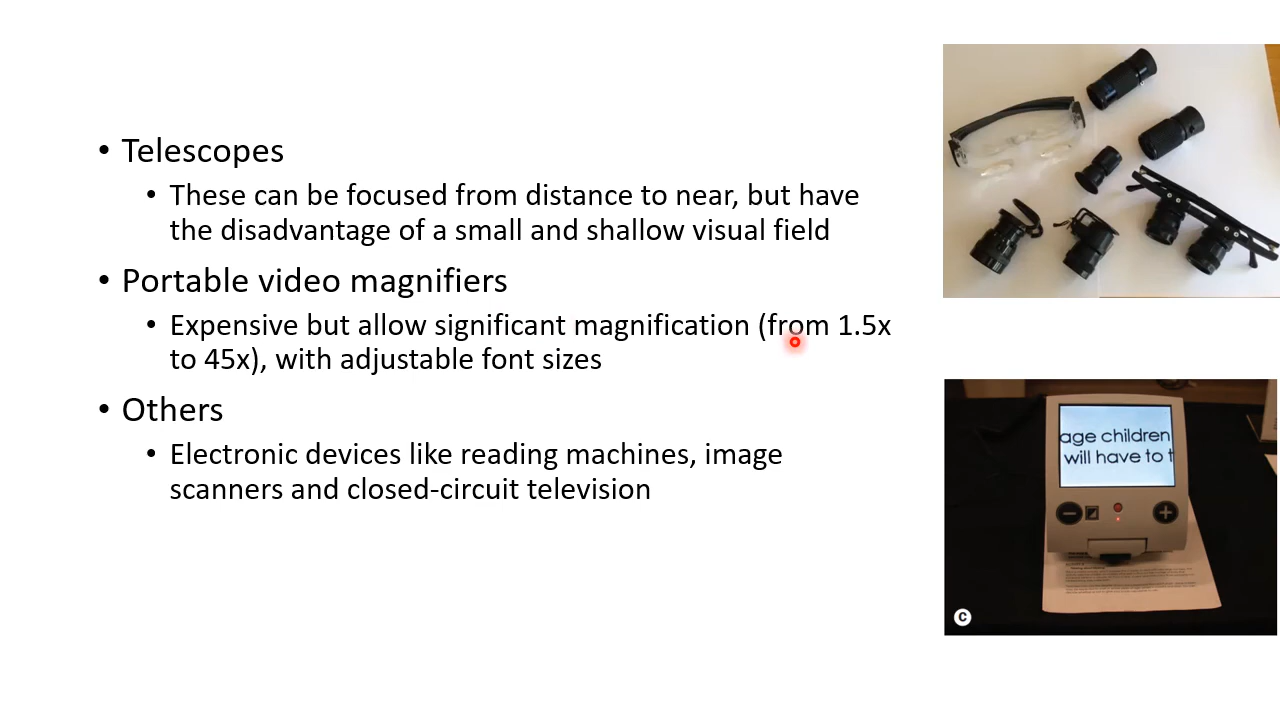 • Telescopes
• These can be focused from distance to near, but have
the disadvantage of a small and shallow visual field
• Portable video magnifiers
• Expensive but allow significant magnification (from 1.5x
to 45x), with adjustable font sizes
• Others
• Electronic devices like reading machines, image
scanners and closed-circuit television
age children
will have to t
C